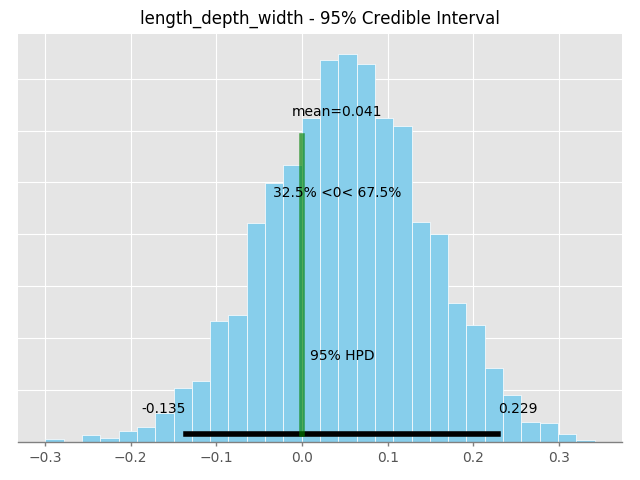 length_depth_width - 95% Credible Interval
mean=0.041
32.5% <0< 67.5%
95% HPD
-0.135 0.229
−0.3 −0.2 −0.1 0.0 0.1 0.2 0.3